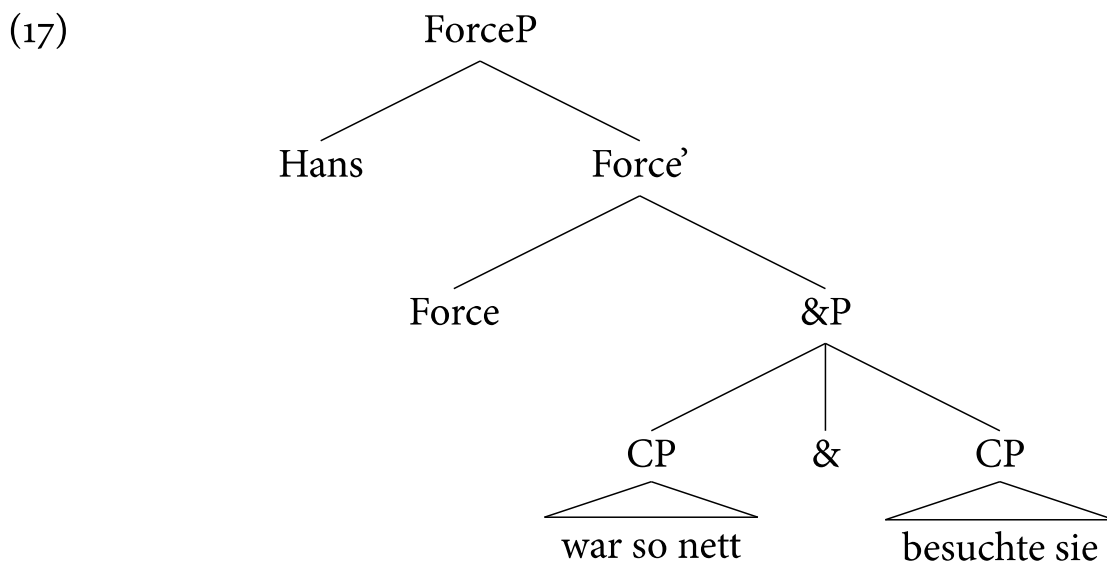 (17) ForceP
Hans Force’
Force &P
CP & CP
war so nett besuchte sie